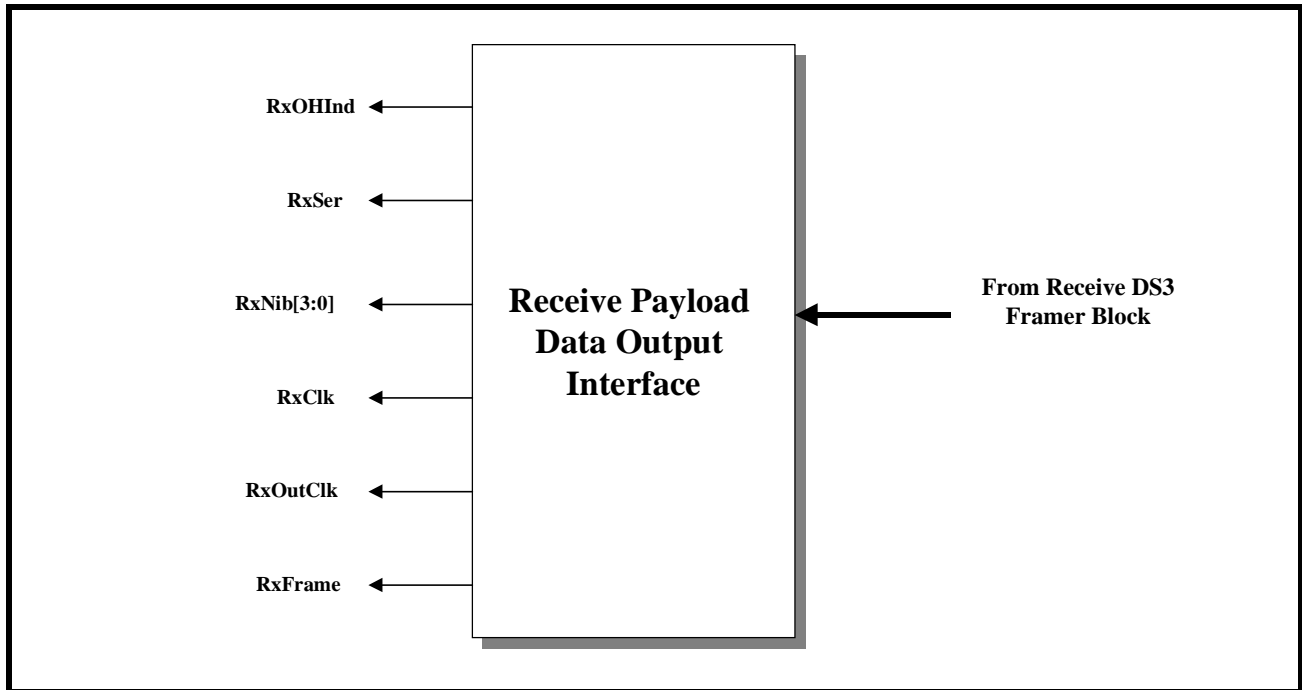 RxOHInd
RxSer
RxNib[3:0]
RxClk
RxOutClk
RxFrame
Receive Payload
Data Output
Interface
From Receive DS3
Framer Block